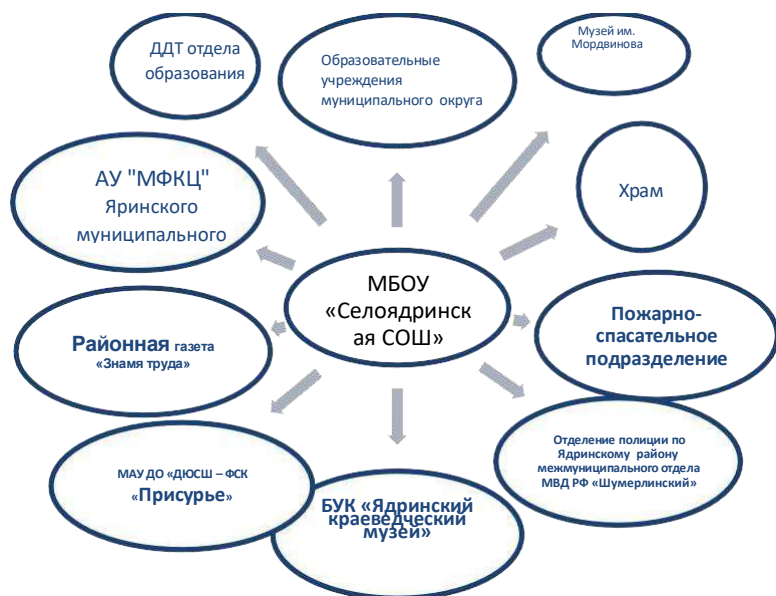 ДДТ отдела
образования
Образовательные
учреждения
муниципального округа
Музей им.
Мордвинова
АУ "МФКЦ"
Яринского
муниципального
Храм
МБОУ
«Селоядринск
ая СОШ»
Районная газета
«Знамя труда»
Пожарно-
спасательное
подразделение
МАУ ДО «ДЮСШ – ФСК
«Присурье»
БУК «Ядринский
краеведческий
музей»
Отделение полиции по
Ядринскому району
межмуниципального отдела
МВД РФ «Шумерлинский»